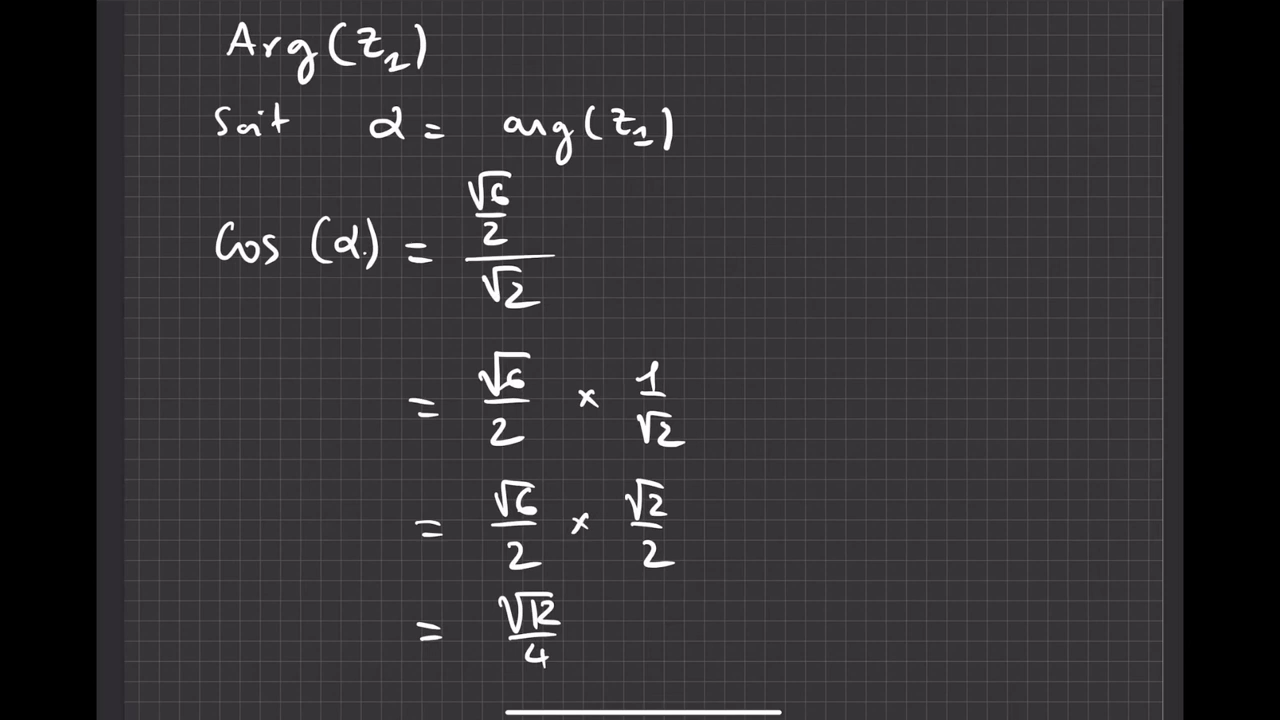 Arg(Z₁)
Soit α = arg(Z₁)
Cos (α) = (√6/2)/√2
= √6/2 × 1/√2
= √6/2 × √2/2
= √12/4